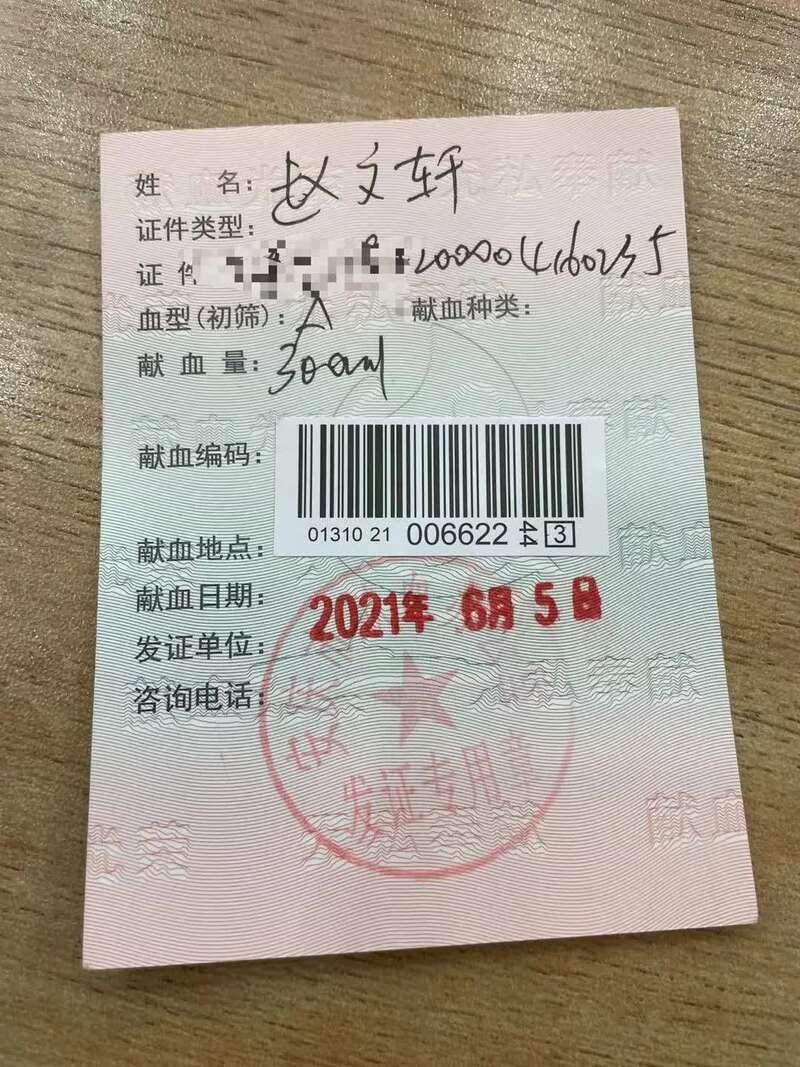 姓 名：赵文轩
证件类型：
证件 200004160235
血型(初筛)：A 献血种类：
献血量：300ml
献血编码：
01310 21 006622 44 3
献血地点：
献血日期：2021年 6月 5日
发证单位：
咨询电话：
发证专用章